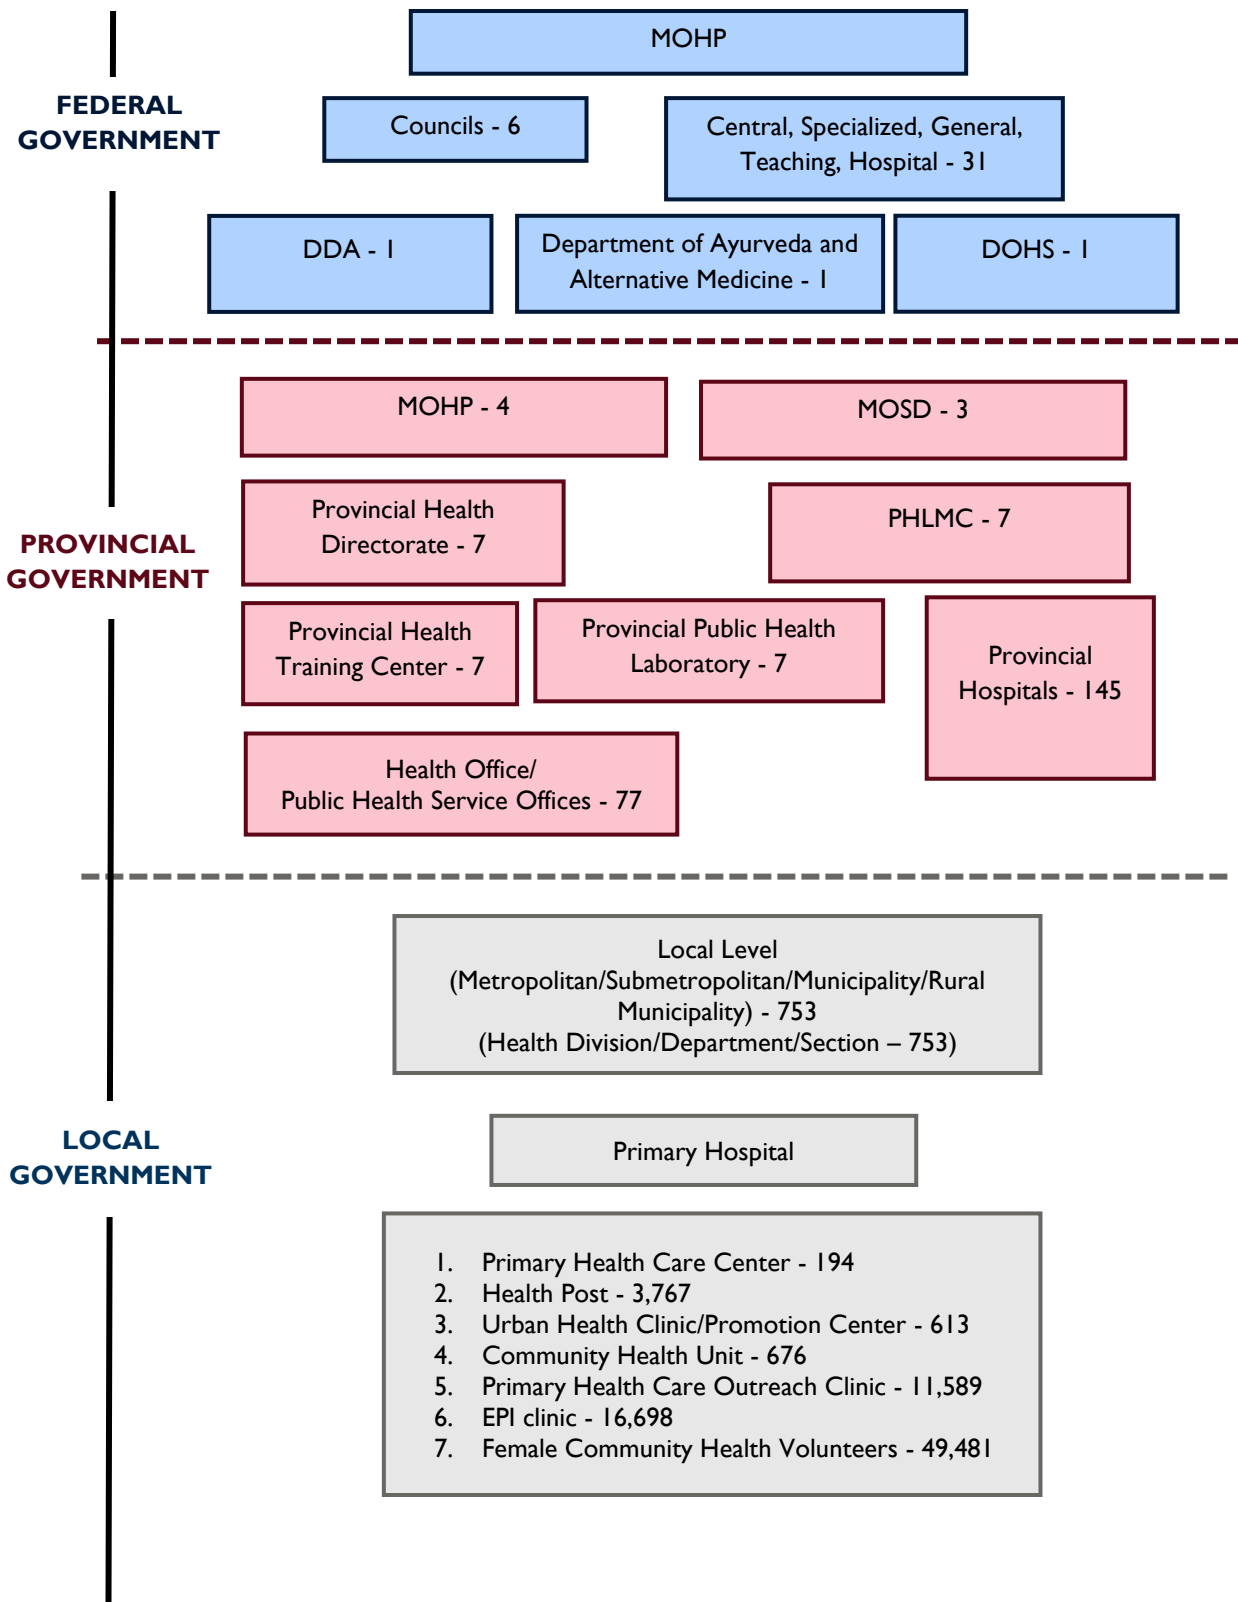 MOHP
FEDERAL
GOVERNMENT
Councils - 6
Central, Specialized, General,
Teaching, Hospital - 31
DDA - 1
Department of Ayurveda and
Alternative Medicine - 1
DOHS - 1
MOHP - 4
MOSD - 3
PROVINCIAL
GOVERNMENT
Provincial Health
Directorate - 7
PHLMC - 7
Provincial Health
Training Center - 7
Provincial Public Health
Laboratory - 7
Provincial
Hospitals - 145
Health Office/
Public Health Service Offices - 77
Local Level
(Metropolitan/Submetropolitan/Municipality/Rural
Municipality) - 753
(Health Division/Department/Section – 753)
LOCAL
GOVERNMENT
Primary Hospital
1. Primary Health Care Center - 194
2. Health Post - 3,767
3. Urban Health Clinic/Promotion Center - 613
4. Community Health Unit - 676
5. Primary Health Care Outreach Clinic - 11,589
6. EPI clinic - 16,698
7. Female Community Health Volunteers - 49,481